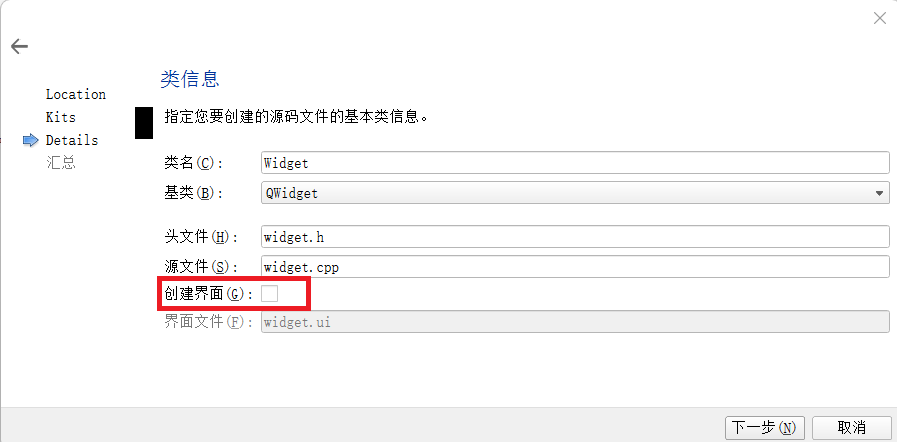 类信息
Location
Kits
Details
汇总
指定您要创建的源码文件的基本类信息。
类名(C): Widget
基类(B): QWidget
头文件(H): widget.h
源文件(S): widget.cpp
创建界面(G):
界面文件(F): widget.ui
下一步(N) 取消